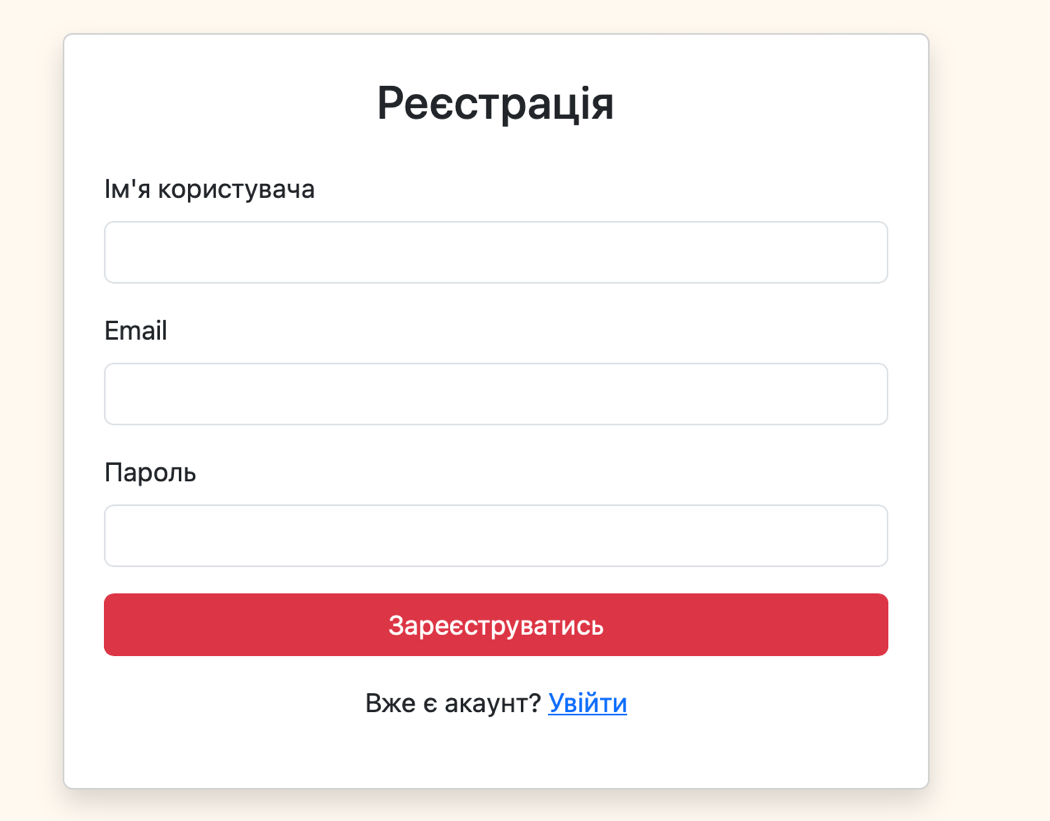 Реєстрація
Ім'я користувача
Email
Пароль
Зареєструватись
Вже є акаунт? Увійти